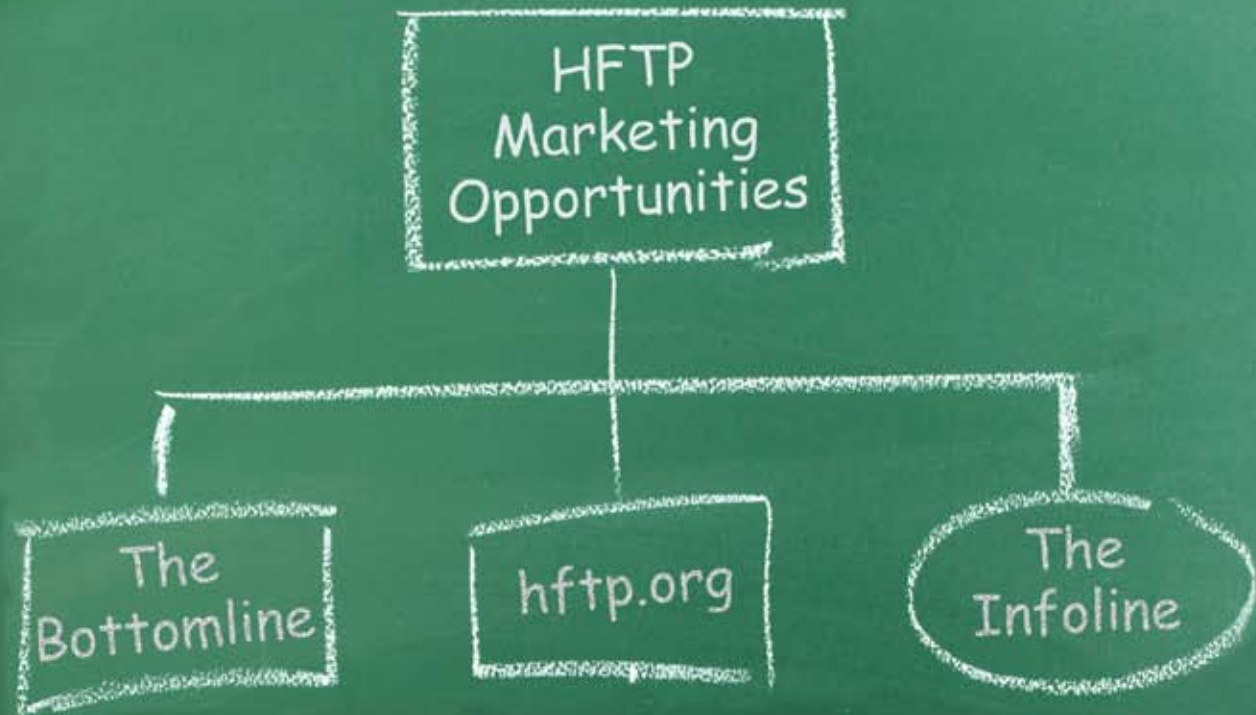 HFTP
Marketing
Opportunities
The
Bottomline
hftp.org
The
Infoline